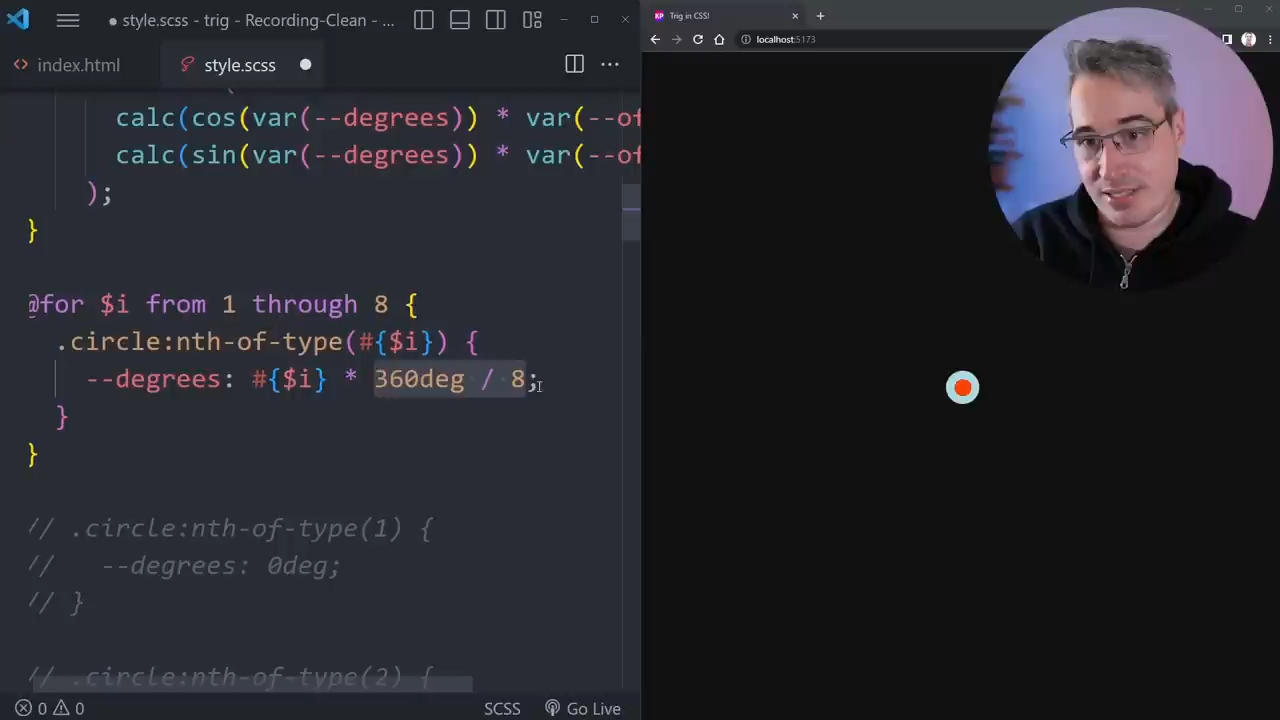 style.scss - trig - Recording-Clean - ...
index.html
style.scss
calc(cos(var(--degrees)) * var(--of
calc(sin(var(--degrees)) * var(--of
);
}
@for $i from 1 through 8 {
.circle:nth-of-type(#{$i}) {
--degrees: #{$i} * 360deg / 8;
}
}
// .circle:nth-of-type(1) {
//   --degrees: 0deg;
// }
// .circle:nth-of-type(2) {
0
0
SCSS
Go Live
KP
Trig in CSS!
localhost:5173